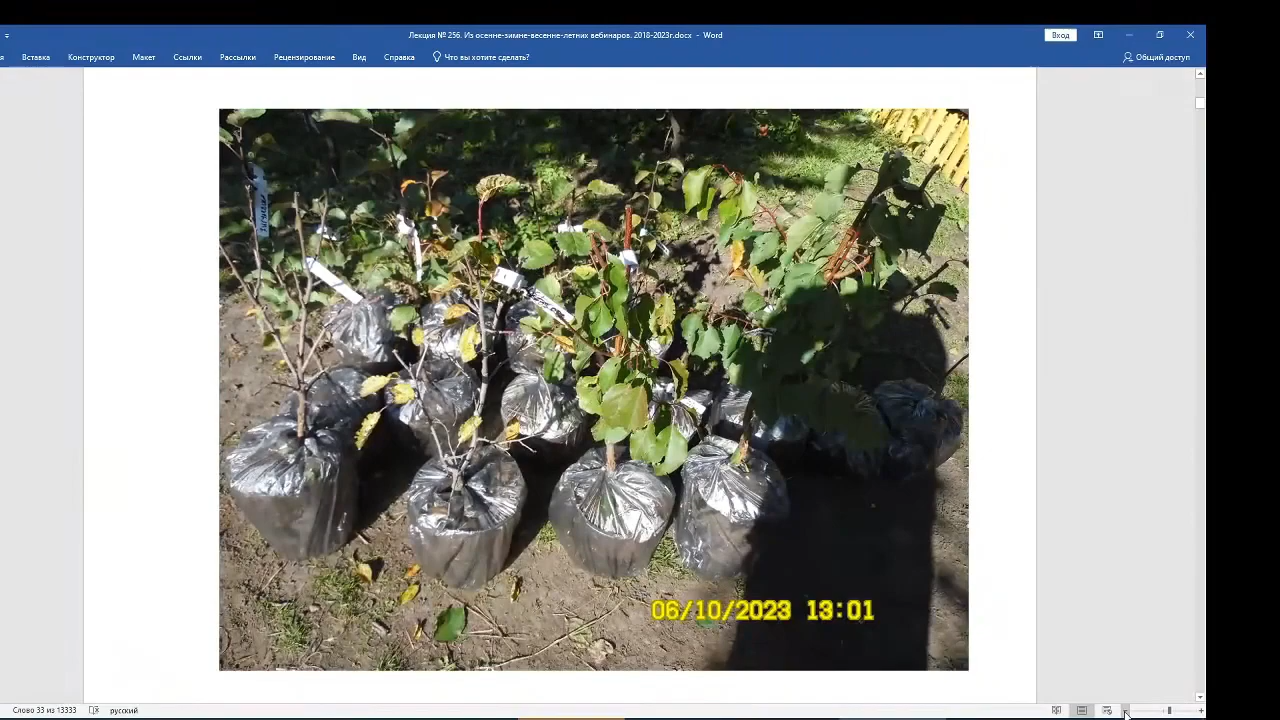 Лекция № 256. Из осенне-зимне-весенне-летних вебинаров. 2018-2023г.docx - Word
Вход
я Вставка Конструктор Макет Ссылки Рассылки Рецензирование Вид Справка Что вы хотите сделать? Общий доступ
06/10/2023 13:01
Слово 33 из 13333 русский